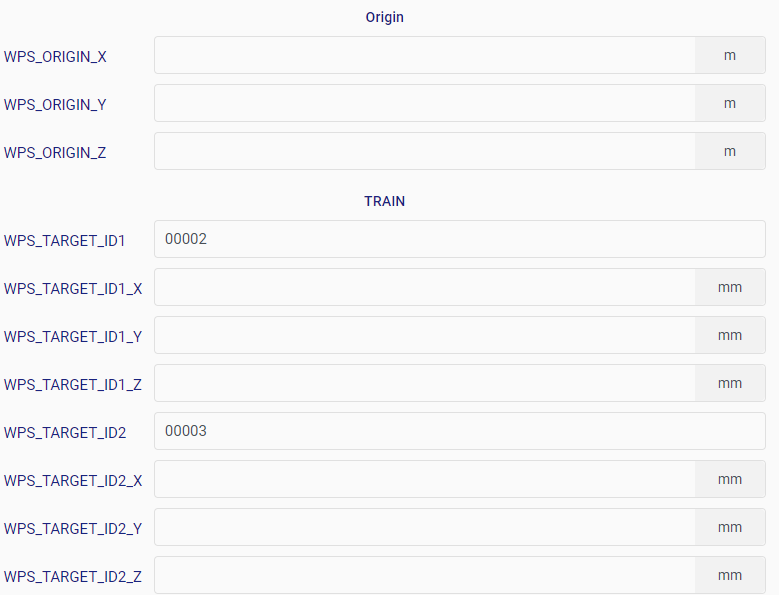 Origin
WPS_ORIGIN_X m
WPS_ORIGIN_Y m
WPS_ORIGIN_Z m
TRAIN
WPS_TARGET_ID1 00002
WPS_TARGET_ID1_X mm
WPS_TARGET_ID1_Y mm
WPS_TARGET_ID1_Z mm
WPS_TARGET_ID2 00003
WPS_TARGET_ID2_X mm
WPS_TARGET_ID2_Y mm
WPS_TARGET_ID2_Z mm